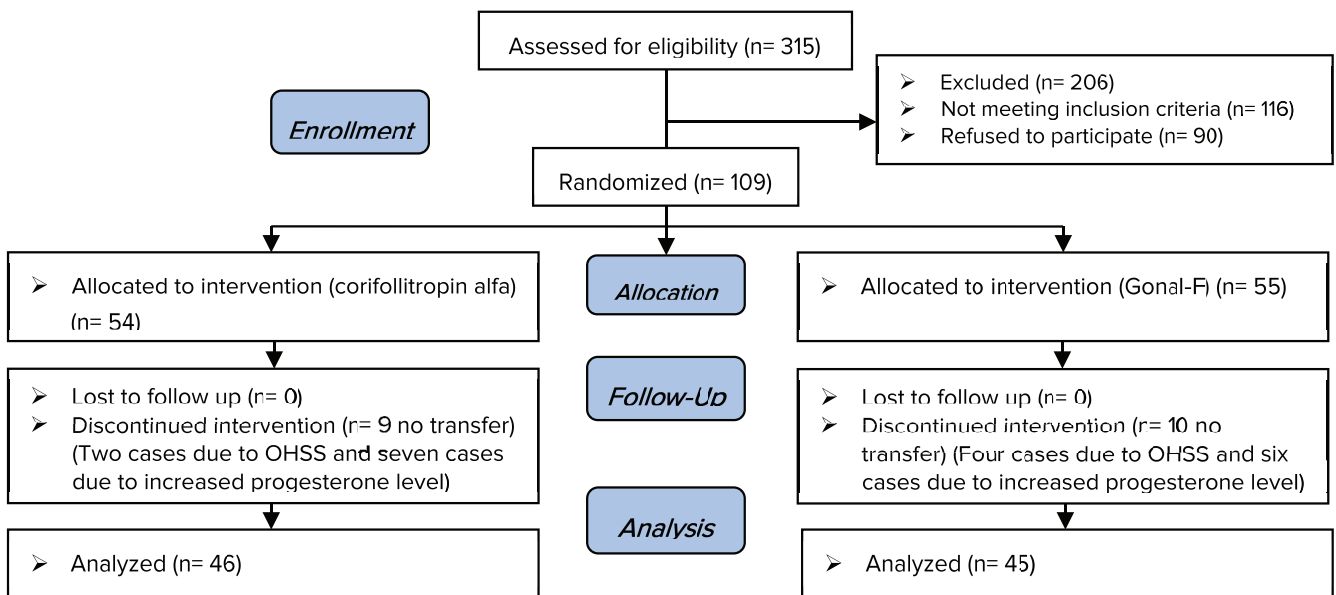 Assessed for eligibility (n= 315)
➢ Excluded (n= 206)
➢ Not meeting inclusion criteria (n= 116)
➢ Refused to participate (n= 90)
Enrollment
Randomized (n= 109)
➢ Allocated to intervention (corifollitropin alfa)
(n= 54)
Allocation
➢ Allocated to intervention (Gonal-F) (n= 55)
➢ Lost to follow up (n= 0)
➢ Discontinued intervention (n= 9 no transfer)
(Two cases due to OHSS and seven cases
due to increased progesterone level)
Follow-Up
➢ Lost to follow up (n= 0)
➢ Discontinued intervention (n= 10 no
transfer) (Four cases due to OHSS and six
cases due to increased progesterone level)
Analysis
➢ Analyzed (n= 46)
➢ Analyzed (n= 45)